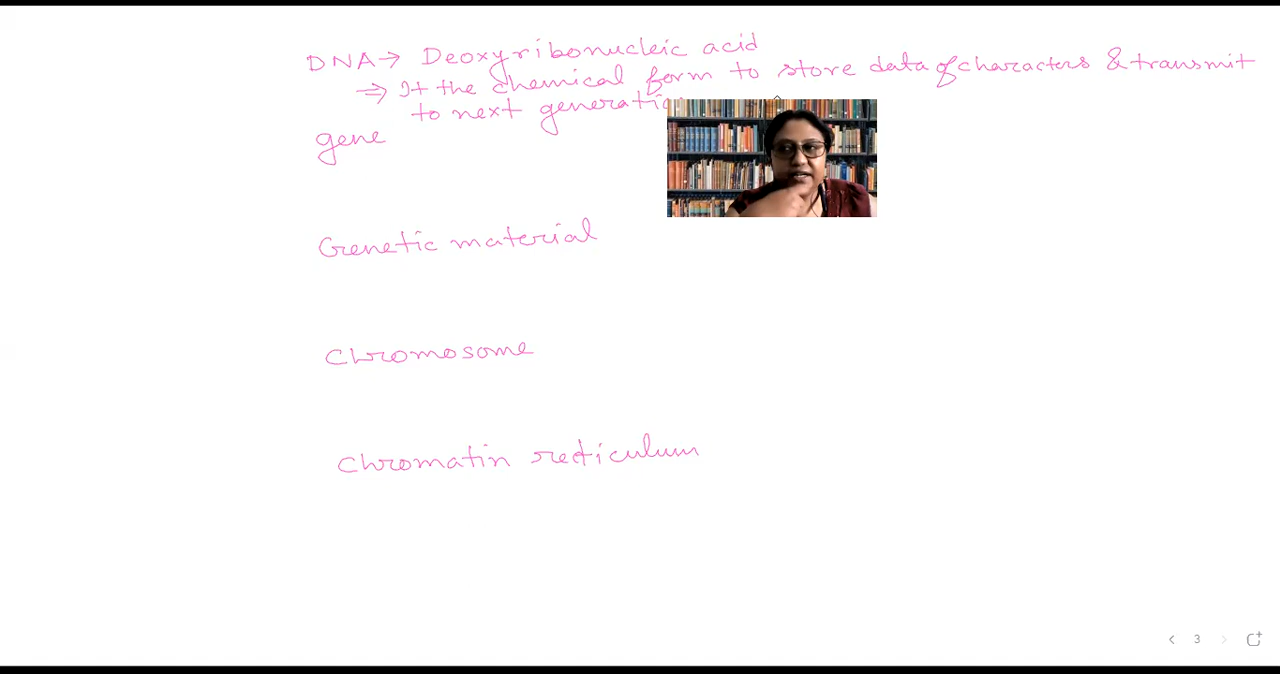 DNA → Deoxyribonucleic acid
⇒ It the chemical form to store data of characters & transmit
to next generatio
gene
Genetic material
Chromosome
Chromatin recticulum
3